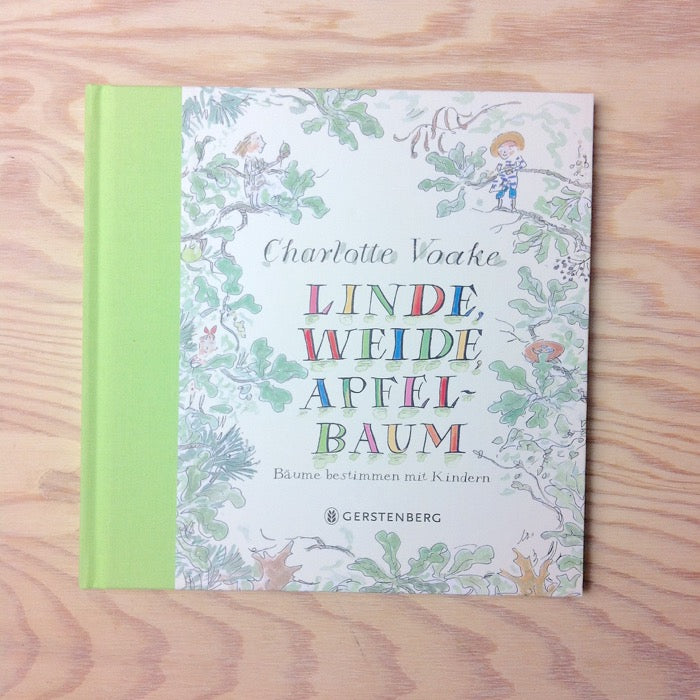 Charlotte Voake
LINDE,
WEIDE,
APFEL-
BAUM
Bäume bestimmen mit Kindern
GERSTENBERG